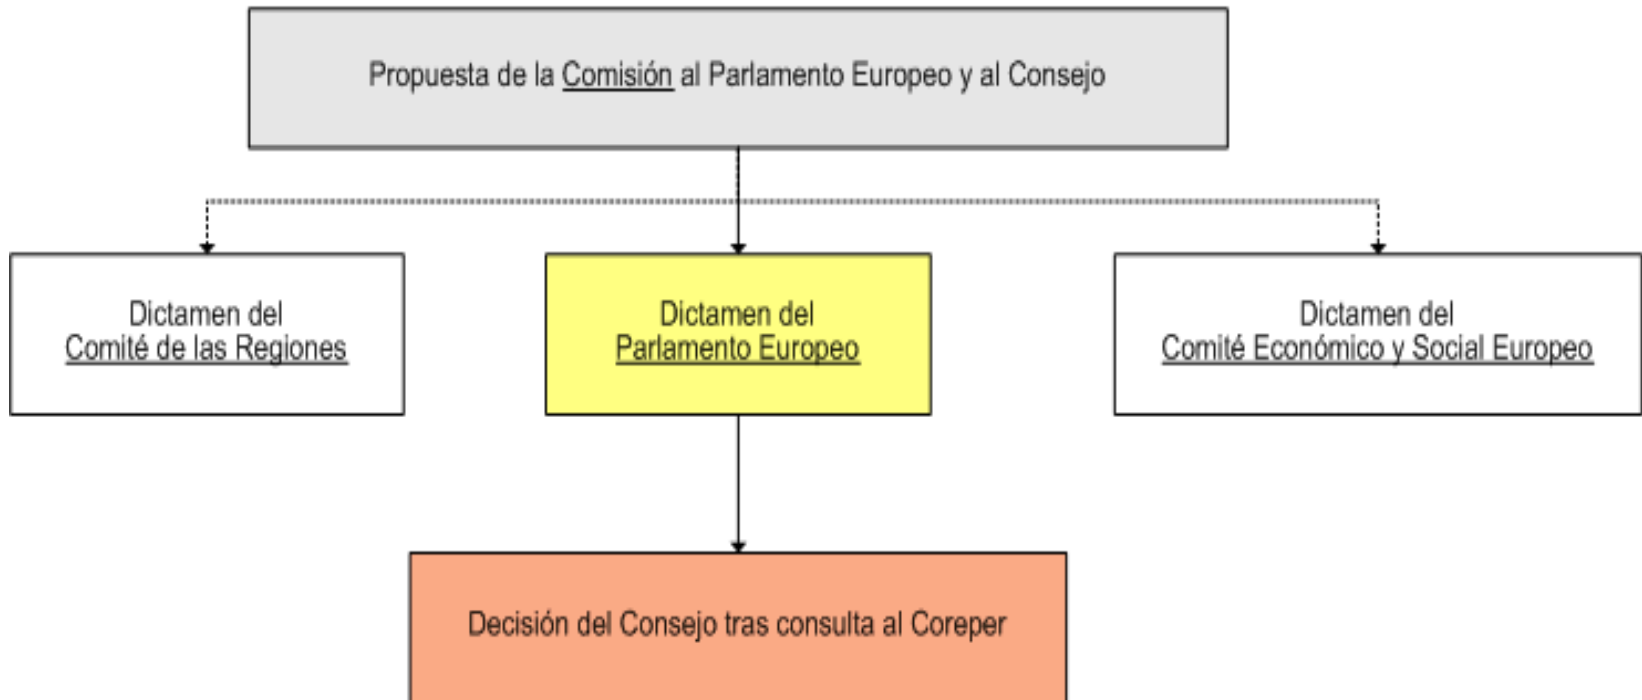 Propuesta de la Comisión al Parlamento Europeo y al Consejo
Dictamen del
Comité de las Regiones
Dictamen del
Parlamento Europeo
Dictamen del
Comité Económico y Social Europeo
Decisión del Consejo tras consulta al Coreper